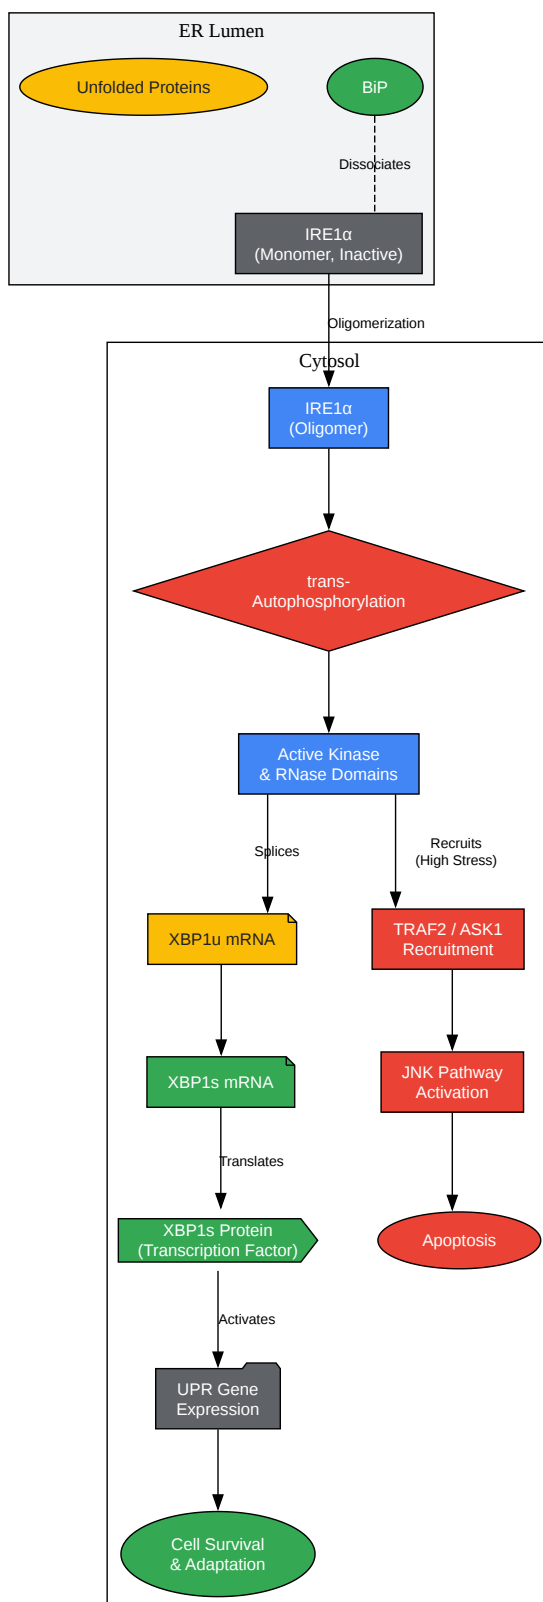 ER Lumen
Unfolded Proteins
BiP
Dissociates
IRE1α
(Monomer, Inactive)
Oligomerization
Cytosol
IRE1α
(Oligomer)
trans-
Autophosphorylation
Active Kinase
& RNase Domains
Splices
Recruits
(High Stress)
XBP1u mRNA
TRAF2 / ASK1
Recruitment
XBP1s mRNA
JNK Pathway
Activation
Translates
XBP1s Protein
(Transcription Factor)
Apoptosis
Activates
UPR Gene
Expression
Cell Survival
& Adaptation